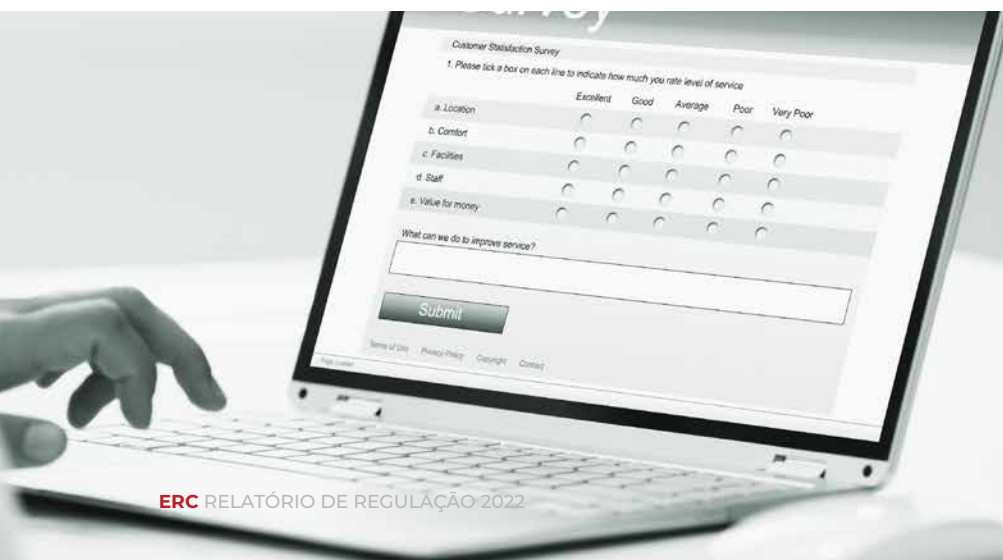 Survey
Customer Statisfaction Survey
1. Please tick a box on each line to indicate how much you rate level of service
Excellent Good Average Poor Very Poor
a. Location
b. Comfort
c. Facilities
d. Staff
e. Value for money
What can we do to improve service?
Submit
Terms of Use Privacy Policy Copyright Contact
ERC RELATÓRIO DE REGULAÇÃO 2022